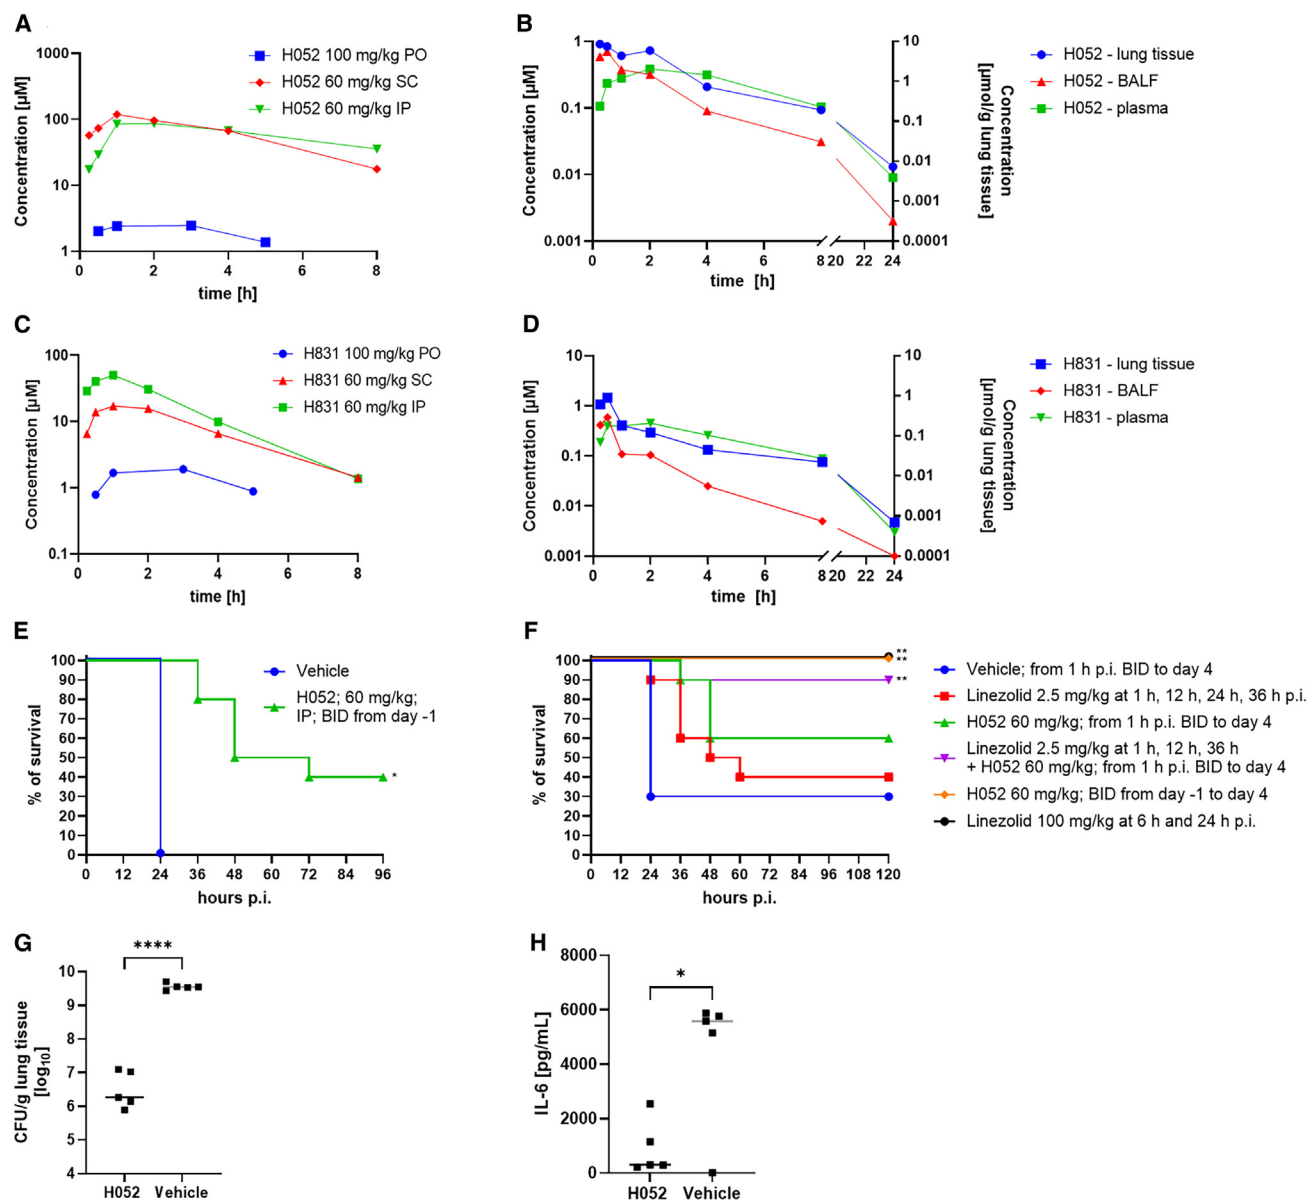 A
H052 100 mg/kg PO
H052 60 mg/kg SC
H052 60 mg/kg IP
Concentration [µM]
1000
100
10
1
0 2 4 6 8
time [h]
B
H052 - lung tissue
H052 - BALF
H052 - plasma
Concentration [µM]
1
0.1
0.01
0.001
10
1
0.1
0.01
0.001
0.0001
Concentration
[µmol/g lung tissue]
0 2 4 6 8 20 22 24
time [h]
C
H831 100 mg/kg PO
H831 60 mg/kg SC
H831 60 mg/kg IP
Concentration [µM]
100
10
1
0.1
0 2 4 6 8
time [h]
D
H831 - lung tissue
H831 - BALF
H831 - plasma
Concentration [µM]
10
1
0.1
0.01
0.001
10
1
0.1
0.01
0.001
0.0001
Concentration
[µmol/g lung tissue]
0 2 4 6 8 20 22 24
time [h]
E
Vehicle
H052; 60 mg/kg;
IP; BID from day -1
% of survival
100
90
80
70
60
50
40
30
20
10
0
*
0 12 24 36 48 60 72 84 96
hours p.i.
F
Vehicle; from 1 h p.i. BID to day 4
Linezolid 2.5 mg/kg at 1 h, 12 h, 24 h, 36 h p.i.
H052 60 mg/kg; from 1 h p.i. BID to day 4
Linezolid 2.5 mg/kg at 1 h, 12 h, 36 h
+ H052 60 mg/kg; from 1 h p.i. BID to day 4
H052 60 mg/kg; BID from day -1 to day 4
Linezolid 100 mg/kg at 6 h and 24 h p.i.
% of survival
100
90
80
70
60
50
40
30
20
10
0
**
**
**
0 12 24 36 48 60 72 84 96 108 120
hours p.i.
G
****
CFU/g lung tissue
[log10]
10
9
8
7
6
5
4
H052 Vehicle
H
*
IL-6 [pg/mL]
8000
6000
4000
2000
0
H052 Vehicle